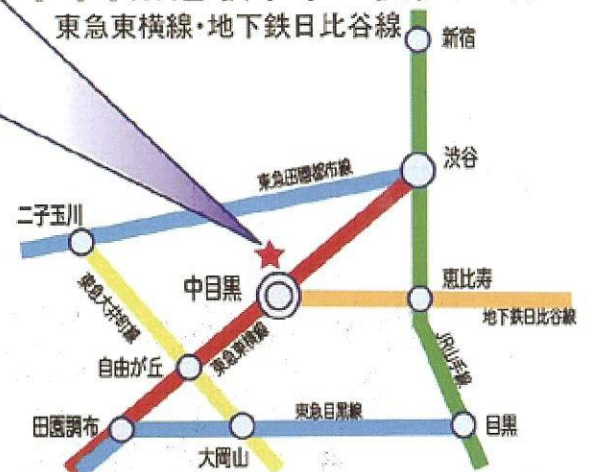 東急東横線・地下鉄日比谷線
新宿
渋谷
東急田園都市線
二子玉川
中目黒
恵比寿
地下鉄日比谷線
東急大井町線
東急東横線
JR山手線
自由が丘
田園調布
東急目黒線
目黒
大岡山